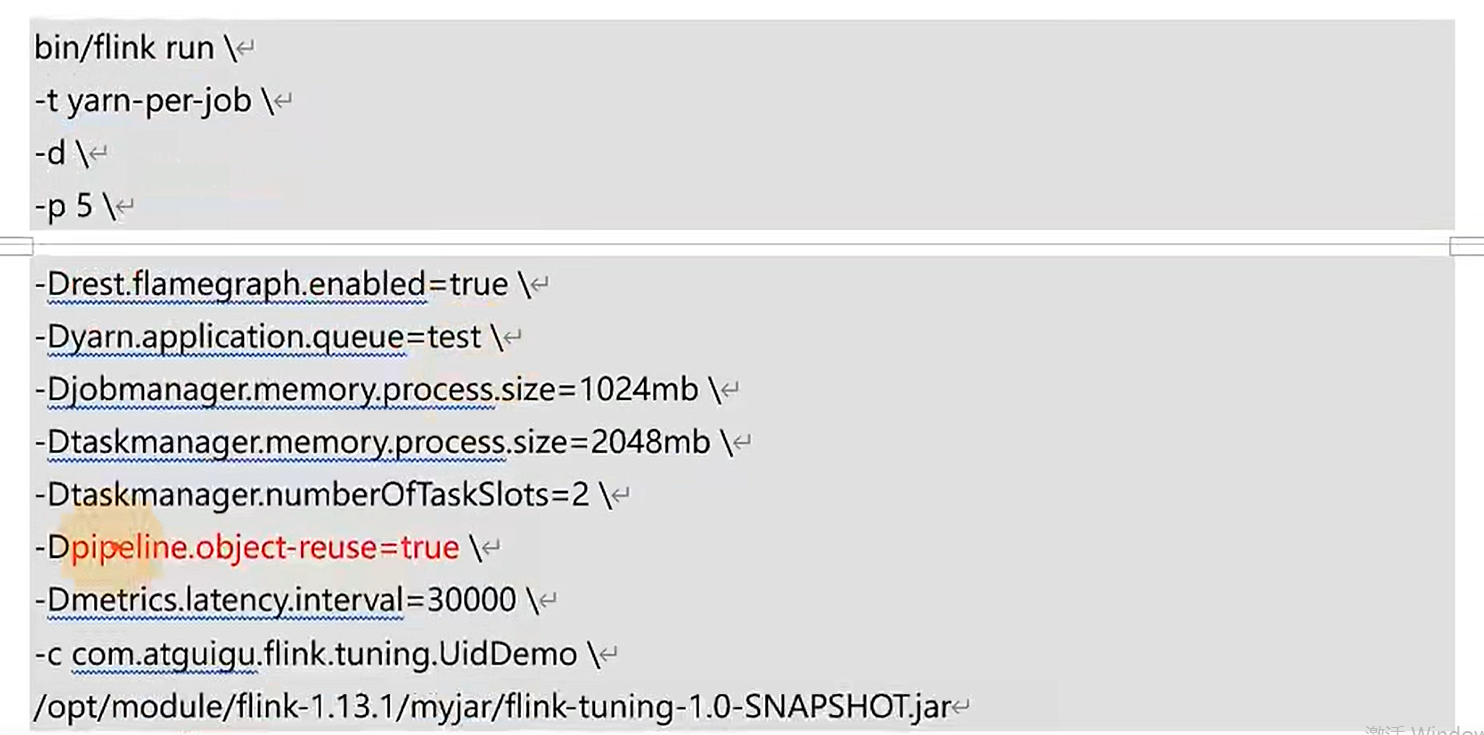 bin/flink run \↵
-t yarn-per-job \↵
-d \↵
-p 5 \↵
-Drest.flamegraph.enabled=true \↵
-Dyarn.application.queue=test \↵
-Djobmanager.memory.process.size=1024mb \↵
-Dtaskmanager.memory.process.size=2048mb \↵
-Dtaskmanager.numberOfTaskSlots=2 \↵
-Dpipeline.object-reuse=true \↵
-Dmetrics.latency.interval=30000 \↵
-c com.atguigu.flink.tuning.UidDemo \↵
/opt/module/flink-1.13.1/myjar/flink-tuning-1.0-SNAPSHOT.jar↵
激活 Window